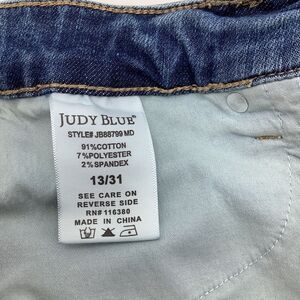 JUDY BLUE®
STYLE# JB88799 MD
91%COTTON
7%POLYESTER
2%SPANDEX
13/31
SEE CARE ON
REVERSE SIDE
RN#116380
MADE IN CHINA